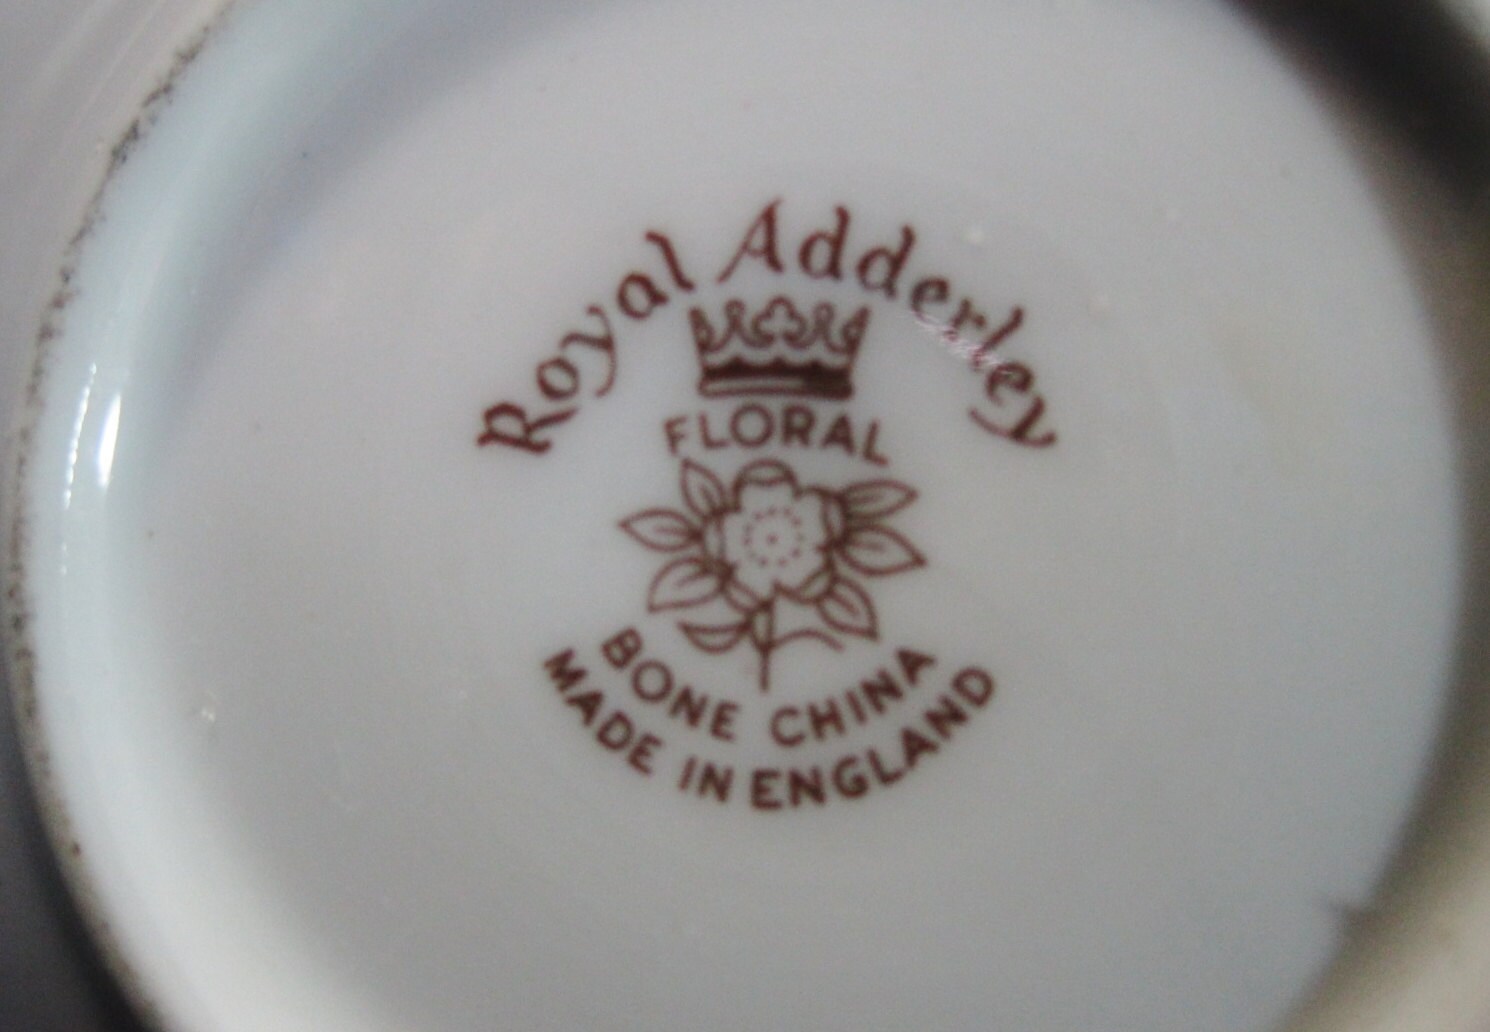 Royal Adderley
FLORAL
BONE CHINA
MADE IN ENGLAND